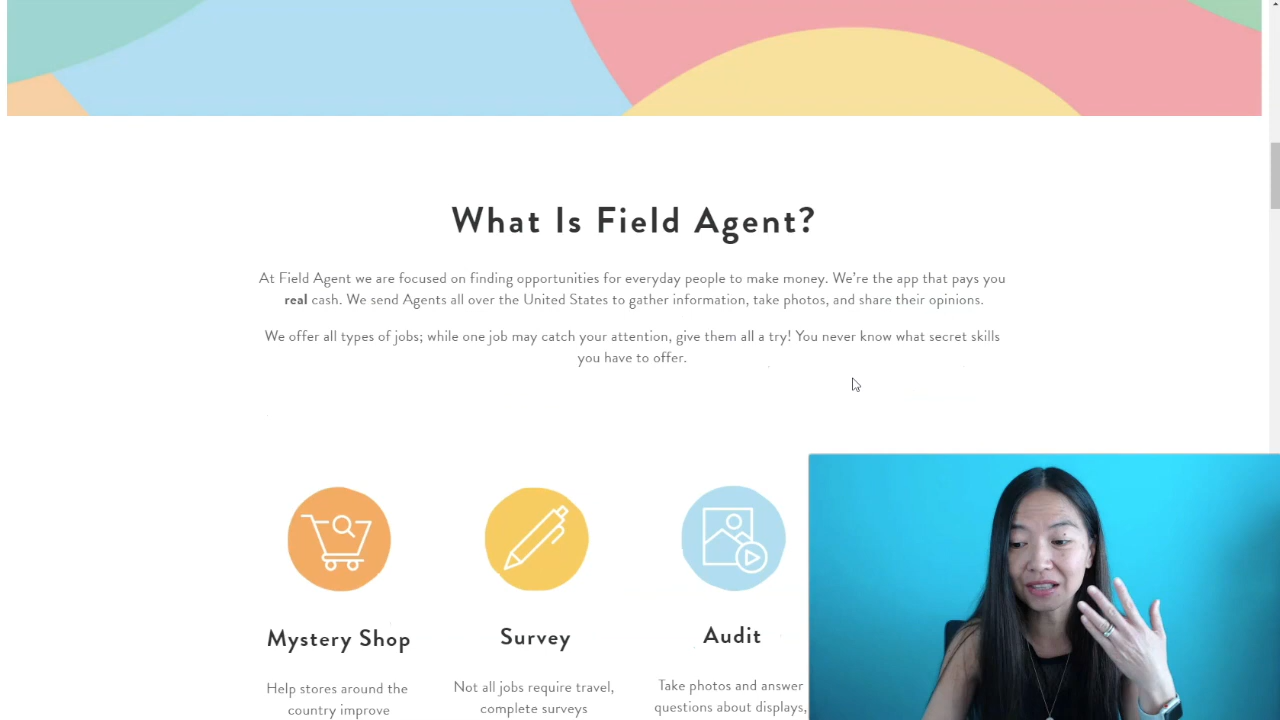 What Is Field Agent?
At Field Agent we are focused on finding opportunities for everyday people to make money. We're the app that pays you
real cash. We send Agents all over the United States to gather information, take photos, and share their opinions.
We offer all types of jobs; while one job may catch your attention, give them all a try! You never know what secret skills
you have to offer.
Mystery Shop
Help stores around the
country improve
Survey
Not all jobs require travel,
complete surveys
Audit
Take photos and answer
questions about displays,